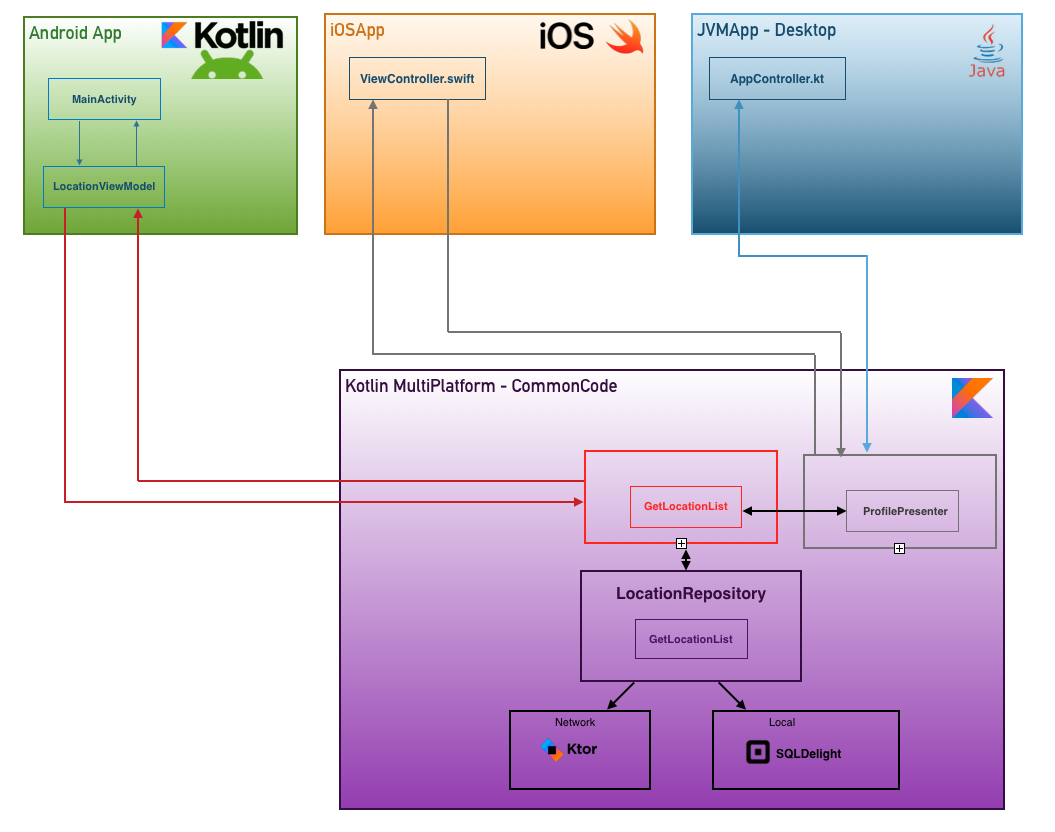 Android App
Kotlin
MainActivity
LocationViewModel
iOSApp
iOS
ViewController.swift
JVMApp - Desktop
Java
AppController.kt
Kotlin MultiPlatform - CommonCode
GetLocationList
ProfilePresenter
LocationRepository
GetLocationList
Network
Ktor
Local
SQLDelight